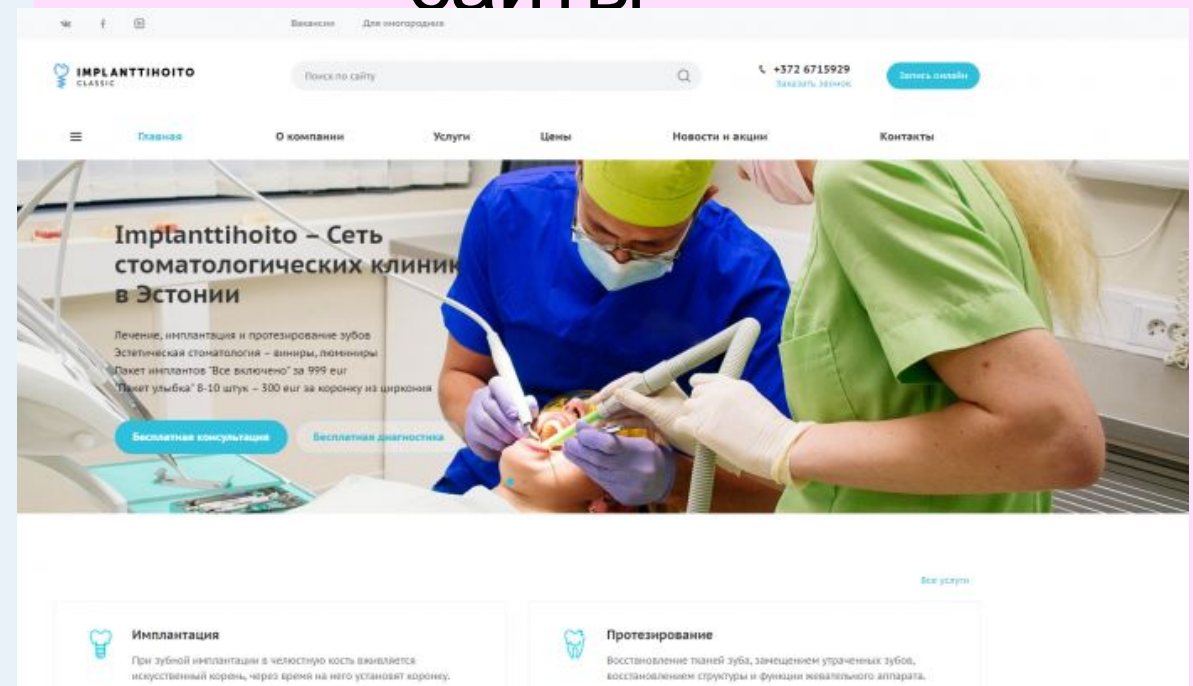 сайты
Вакансии Для иногородних
IMPLANTTIHOITO
CLASSIC
Поиск по сайту
+372 6715929
Заказать звонок
Запись онлайн
Главная О компании Услуги Цены Новости и акции Контакты
Implanttihoito – Сеть
стоматологических клиник
в Эстонии
Лечение, имплантация и протезирование зубов
Эстетическая стоматология – виниры, люминиры
Пакет имплантов "Все включено" за 999 eur
"Пакет улыбка" 8-10 штук – 300 eur за коронку из циркония
Бесплатная консультация Бесплатная диагностика
Все услуги
Имплантация
При зубной имплантации в челюстную кость вживляется
искусственный корень, через время на него установят коронку.
Протезирование
Восстановление тканей зуба, замещением утраченных зубов,
восстановлением структуры и функции жевательного аппарата.